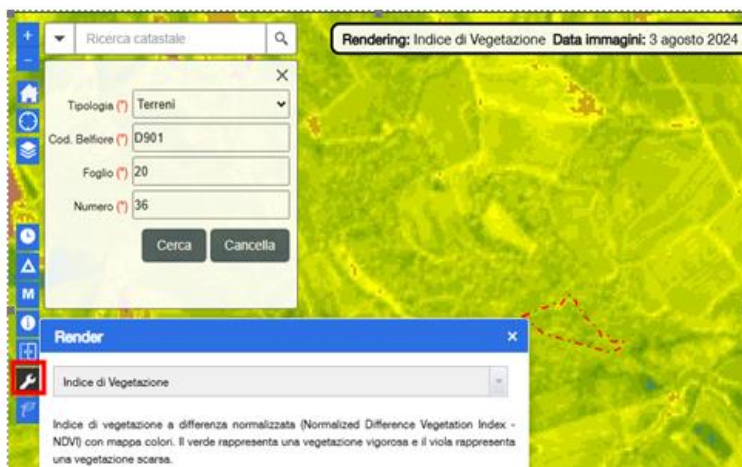 Ricerca catastale
Rendering: Indice di Vegetazione Data immagini: 3 agosto 2024
Tipologia (*) Terreni
Cod. Belfiore (*) D901
Foglio (*) 20
Numero (*) 36
Cerca Cancella
M
Render
Indice di Vegetazione
Indice di vegetazione a differenza normalizzata (Normalized Difference Vegetation Index -
NDVI) con mappa colori. Il verde rappresenta una vegetazione vigorosa e il viola rappresenta
una vegetazione scarsa.